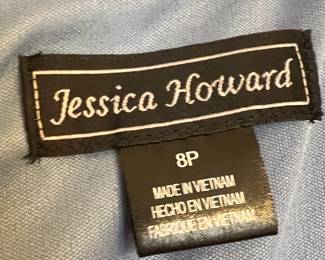 Jessica Howard
8P
MADE IN VIETNAM
HECHO EN VIETNAM
FABRIQUÉ EN VIETNAM